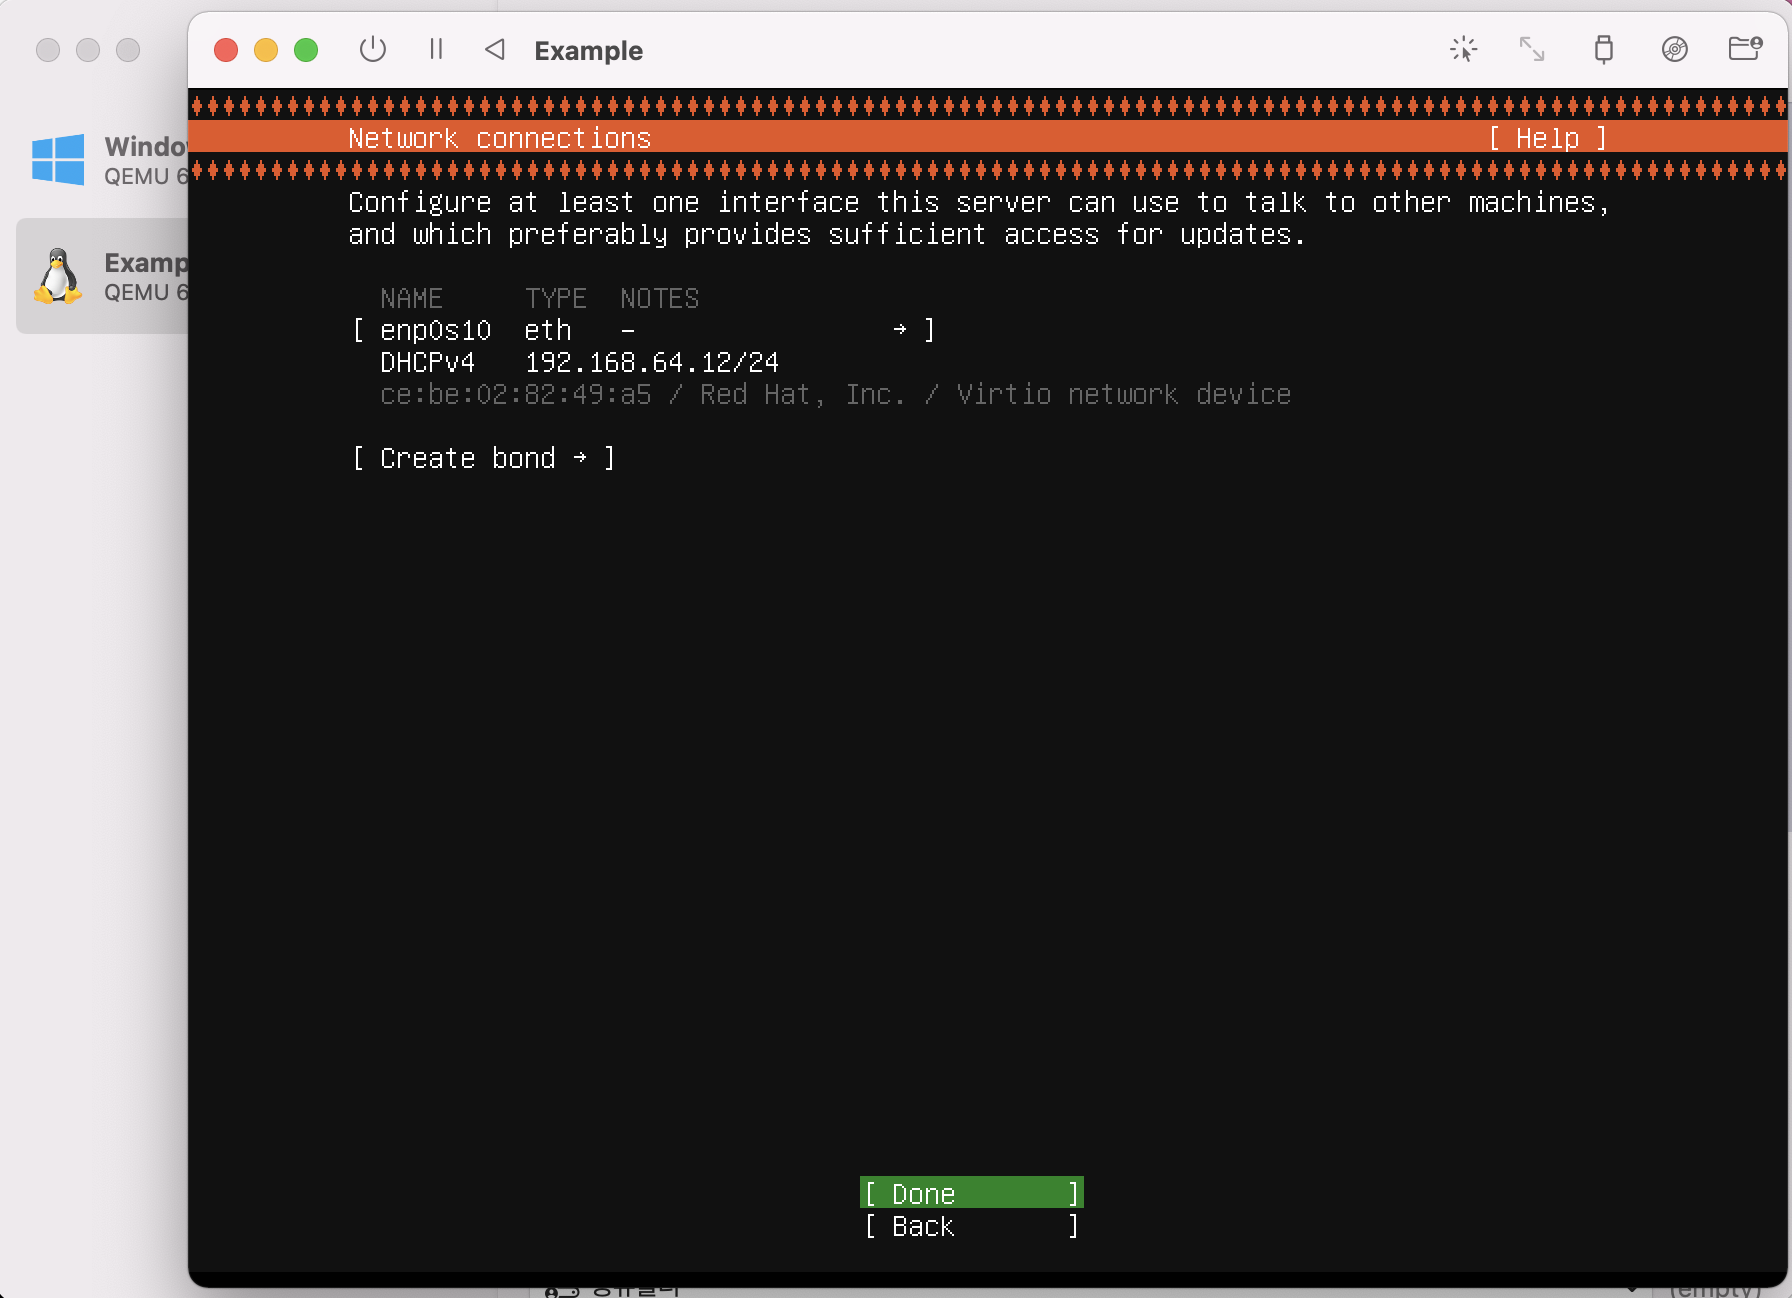 Example
Windo
QEMU 6
Examp
QEMU 6
Network connections [ Help ]
Configure at least one interface this server can use to talk to other machines,
and which preferably provides sufficient access for updates.
NAME TYPE NOTES
[ enp0s10 eth – → ]
DHCPv4 192.168.64.12/24
ce:be:02:82:49:a5 / Red Hat, Inc. / Virtio network device
[ Create bond → ]
[ Done ]
[ Back ]
(empty)